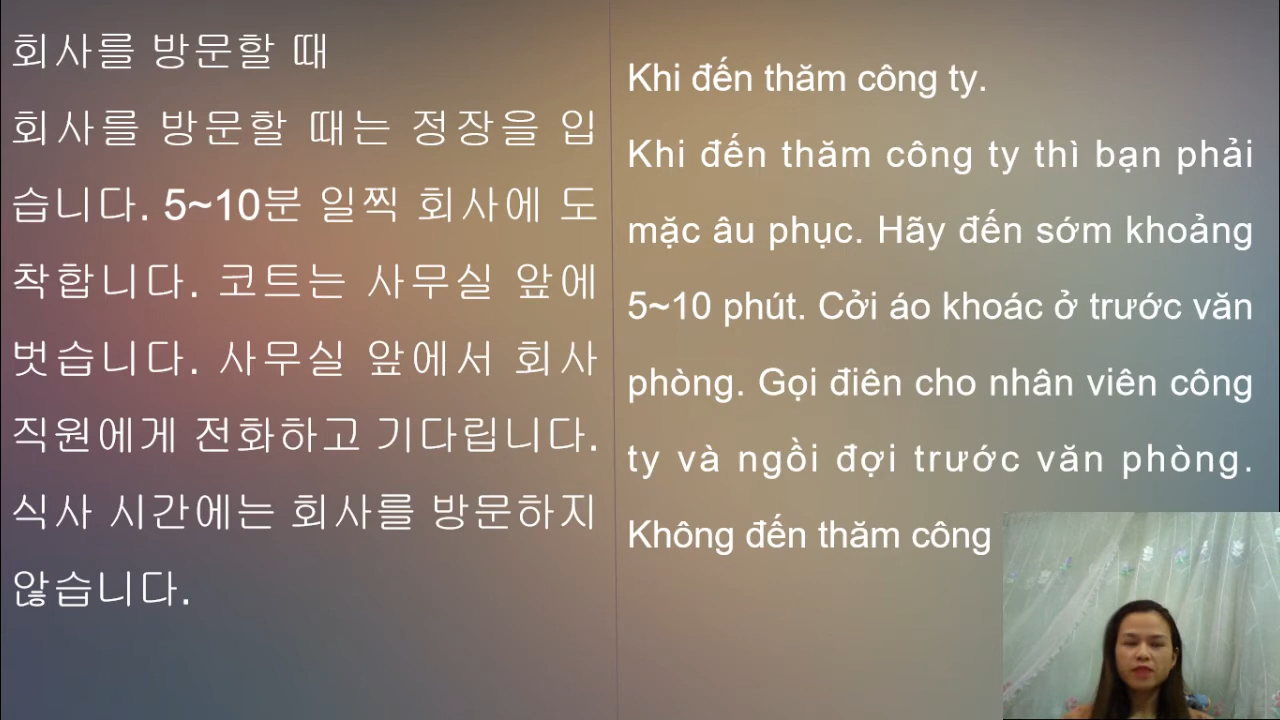 회사를 방문할 때
회사를 방문할 때는 정장을 입
습니다. 5~10분 일찍 회사에 도
착합니다. 코트는 사무실 앞에
벗습니다. 사무실 앞에서 회사
직원에게 전화하고 기다립니다.
식사 시간에는 회사를 방문하지
않습니다.
Khi đến thăm công ty.
Khi đến thăm công ty thì bạn phải
mặc âu phục. Hãy đến sớm khoảng
5~10 phút. Cởi áo khoác ở trước văn
phòng. Gọi điên cho nhân viên công
ty và ngồi đợi trước văn phòng.
Không đến thăm công